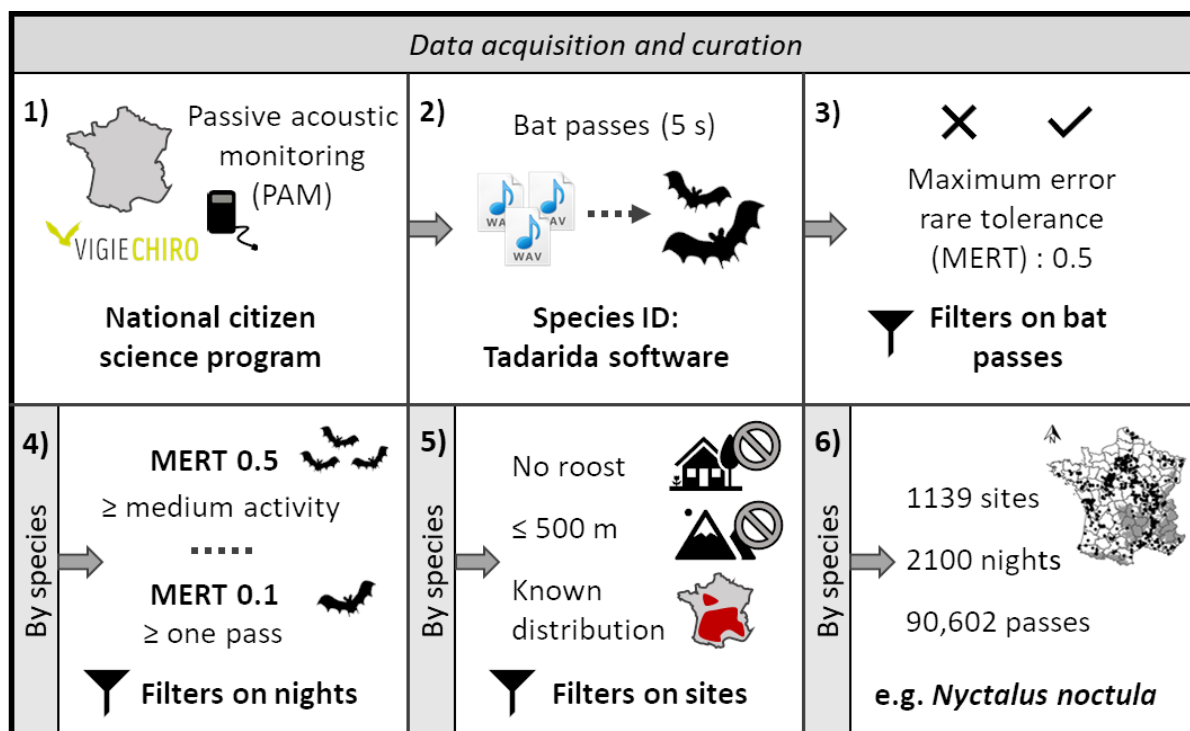 Data acquisition and curation
1)
Passive acoustic
monitoring
(PAM)
VIGIECHIRO
National citizen
science program
2)
Bat passes (5 s)
WAV
WAV
WAV
Species ID:
Tadarida software
3)
Maximum error
rare tolerance
(MERT) : 0.5
Filters on bat
passes
By species
4)
MERT 0.5
≥ medium activity
MERT 0.1
≥ one pass
Filters on nights
By species
5)
No roost
≤ 500 m
Known
distribution
Filters on sites
By species
6)
1139 sites
2100 nights
90,602 passes
e.g. Nyctalus noctula